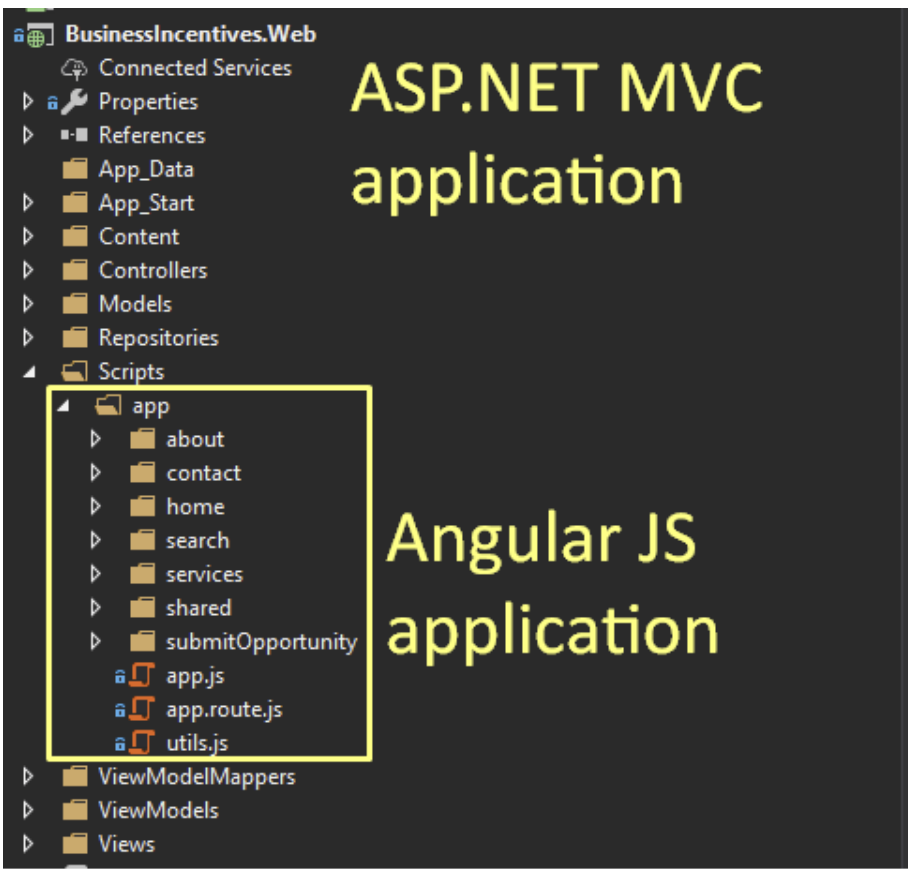 BusinessIncentives.Web
Connected Services
Properties
References
App_Data
App_Start
Content
Controllers
Models
Repositories
Scripts
app
about
contact
home
search
services
shared
submitOpportunity
app.js
app.route.js
utils.js
ViewModelMappers
ViewModels
Views
ASP.NET MVC
application
Angular JS
application